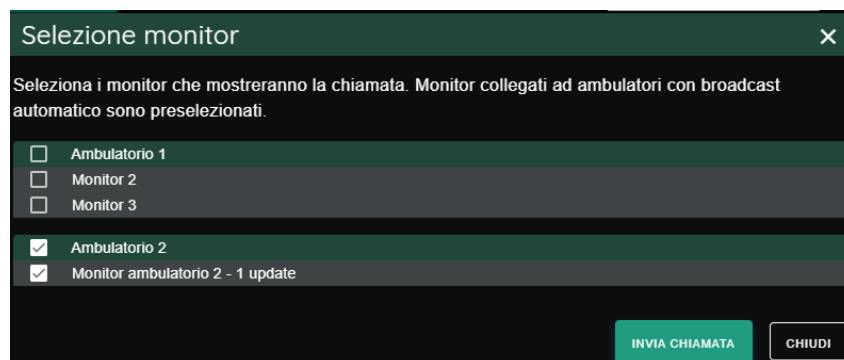 Selezione monitor
Seleziona i monitor che mostreranno la chiamata. Monitor collegati ad ambulatori con broadcast
automatico sono preselezionati.
Ambulatorio 1
Monitor 2
Monitor 3
Ambulatorio 2
Monitor ambulatorio 2 - 1 update
INVIA CHIAMATA
CHIUDI